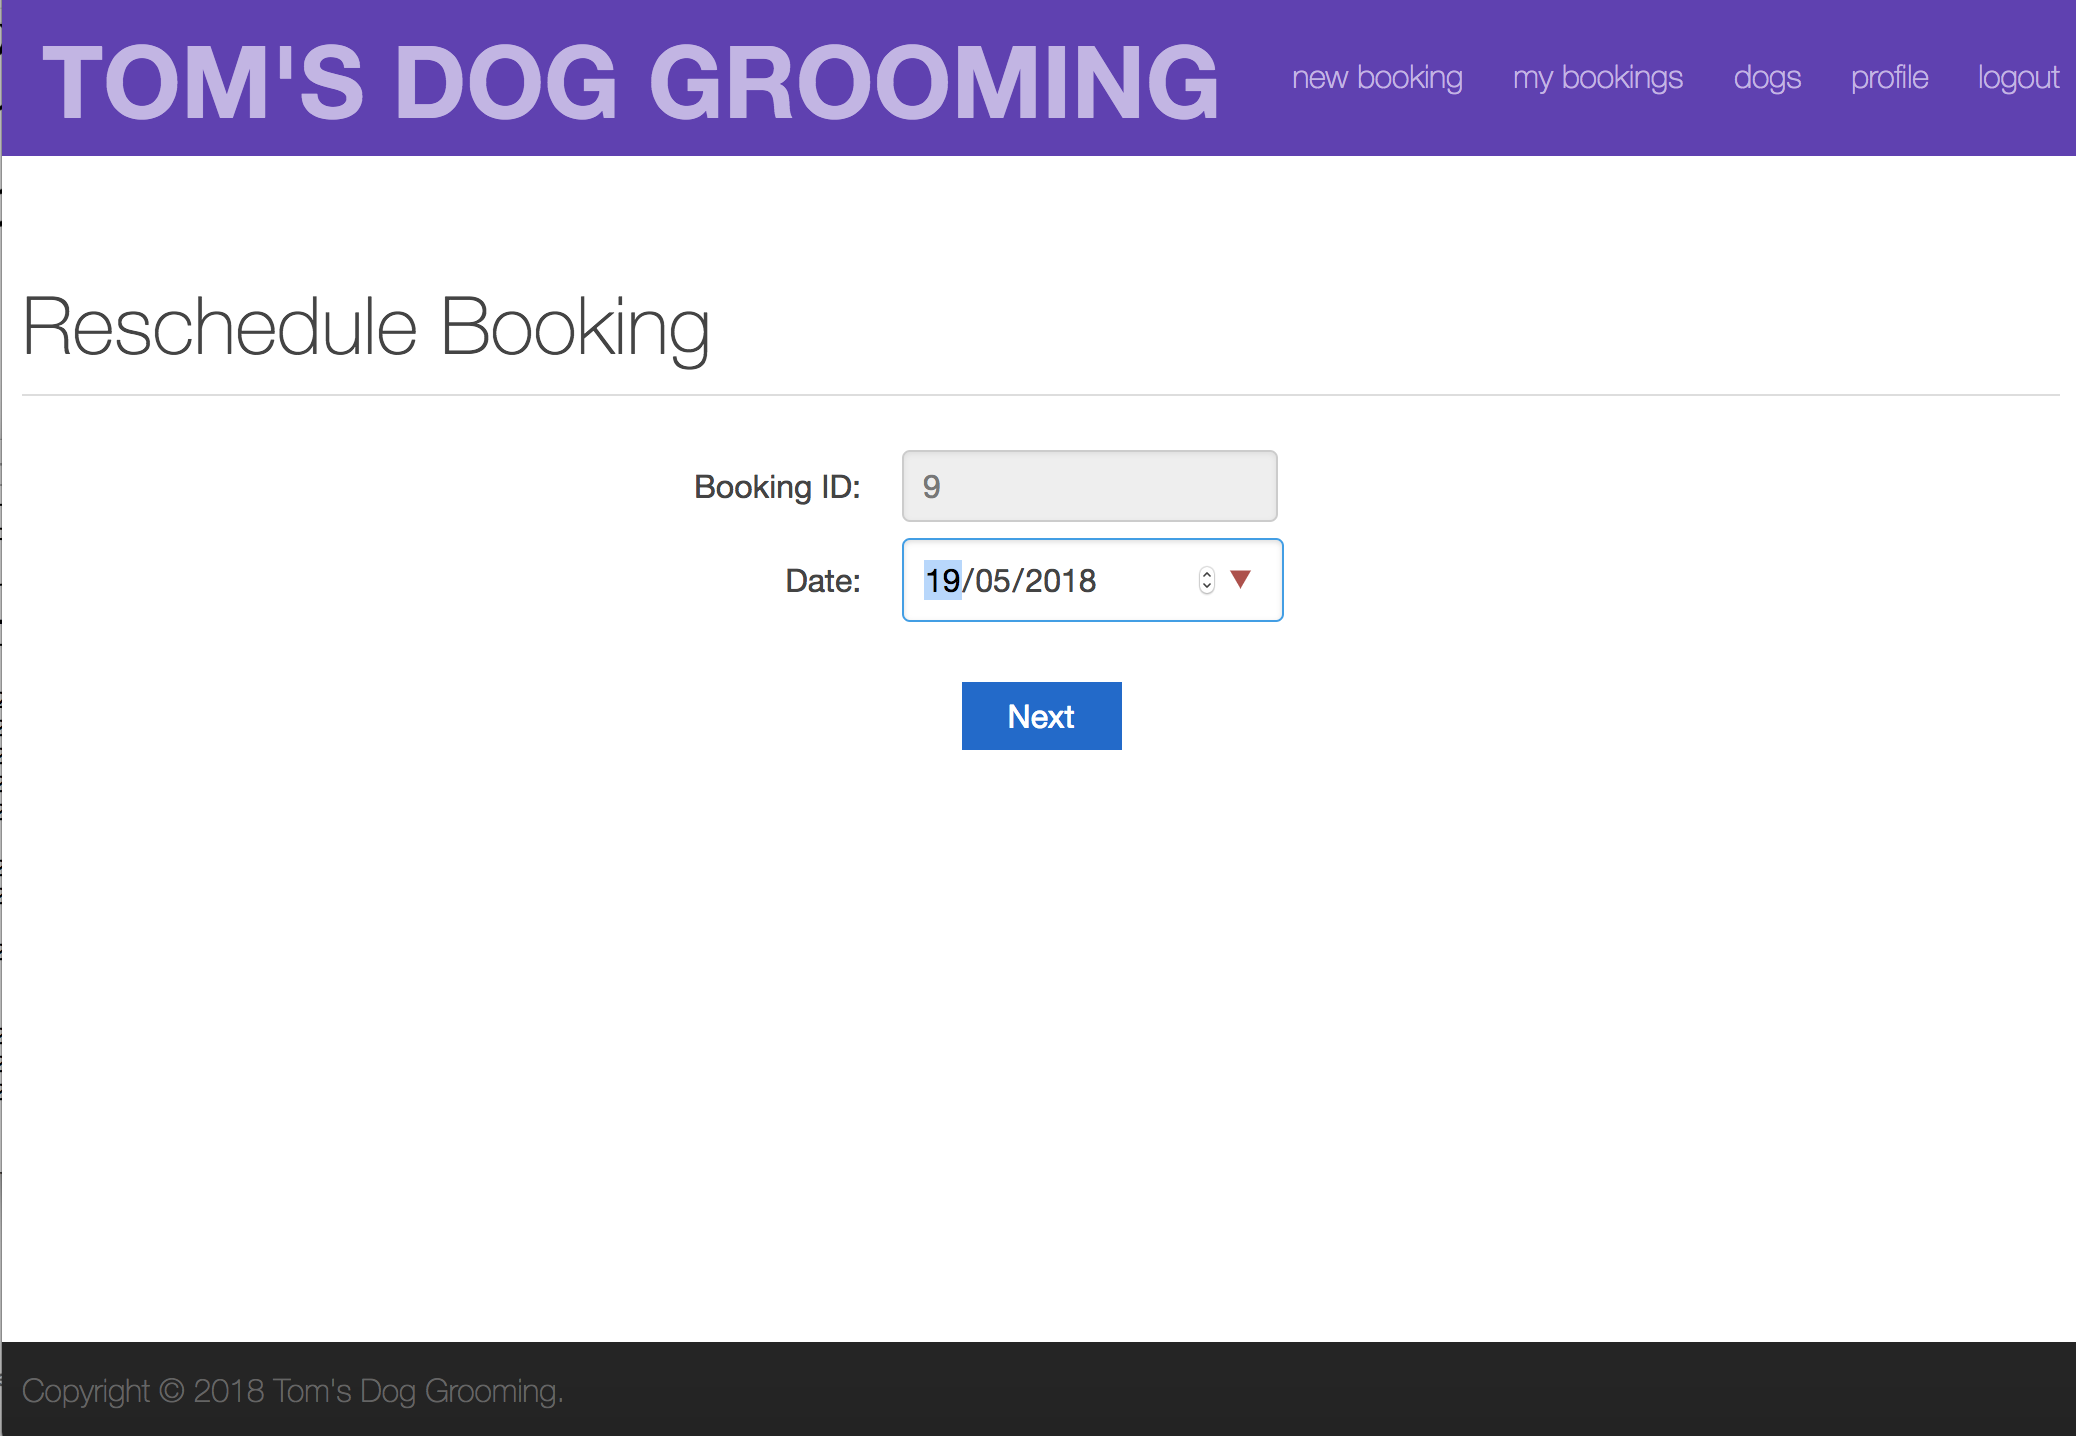 TOM'S DOG GROOMING
new booking my bookings dogs profile logout
Reschedule Booking
Booking ID: 9
Date: 19/05/2018
Next
Copyright © 2018 Tom's Dog Grooming.